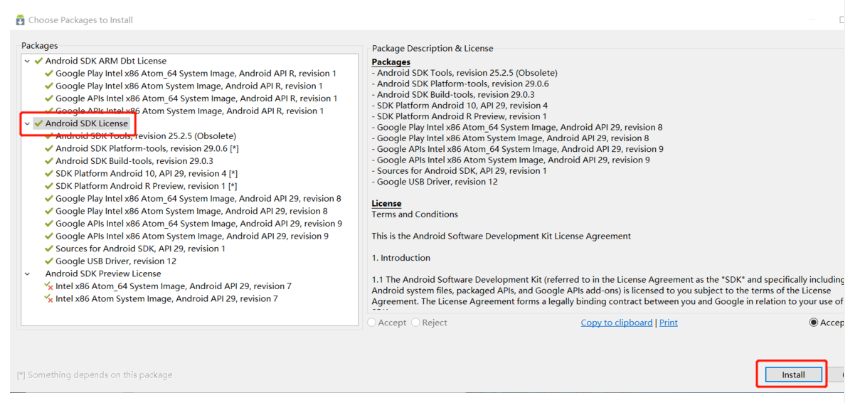 Choose Packages to Install
Packages
Android SDK ARM Dbt License
Google Play Intel x86 Atom_64 System Image, Android API R, revision 1
Google Play Intel x86 Atom System Image, Android API R, revision 1
Google APIs Intel x86 Atom_64 System Image, Android API R, revision 1
Google APIs Intel x86 Atom System Image, Android API R, revision 1
Android SDK License
Android SDK Tools, revision 25.2.5 (Obsolete)
Android SDK Platform-tools, revision 29.0.6 [*]
Android SDK Build-tools, revision 29.0.3
SDK Platform Android 10, API 29, revision 4 [*]
SDK Platform Android R Preview, revision 1 [*]
Google Play Intel x86 Atom_64 System Image, Android API 29, revision 8
Google Play Intel x86 Atom System Image, Android API 29, revision 8
Google APIs Intel x86 Atom_64 System Image, Android API 29, revision 9
Google APIs Intel x86 Atom System Image, Android API 29, revision 9
Sources for Android SDK, API 29, revision 1
Google USB Driver, revision 12
Android SDK Preview License
Intel x86 Atom_64 System Image, Android API 29, revision 7
Intel x86 Atom System Image, Android API 29, revision 7
Package Description & License
Packages
- Android SDK Tools, revision 25.2.5 (Obsolete)
- Android SDK Platform-tools, revision 29.0.6
- Android SDK Build-tools, revision 29.0.3
- SDK Platform Android 10, API 29, revision 4
- SDK Platform Android R Preview, revision 1
- Google Play Intel x86 Atom_64 System Image, Android API 29, revision 8
- Google Play Intel x86 Atom System Image, Android API 29, revision 8
- Google APIs Intel x86 Atom_64 System Image, Android API 29, revision 9
- Google APIs Intel x86 Atom System Image, Android API 29, revision 9
- Sources for Android SDK, API 29, revision 1
- Google USB Driver, revision 12
License
Terms and Conditions
This is the Android Software Development Kit License Agreement
1. Introduction
1.1 The Android Software Development Kit (referred to in the License Agreement as the "SDK" and specifically including
Android system files, packaged APIs, and Google APIs add-ons) is licensed to you subject to the terms of the License
Agreement. The License Agreement forms a legally binding contract between you and Google in relation to your use of
Accept Reject Copy to clipboard | Print Accep
[*] Something depends on this package
Install